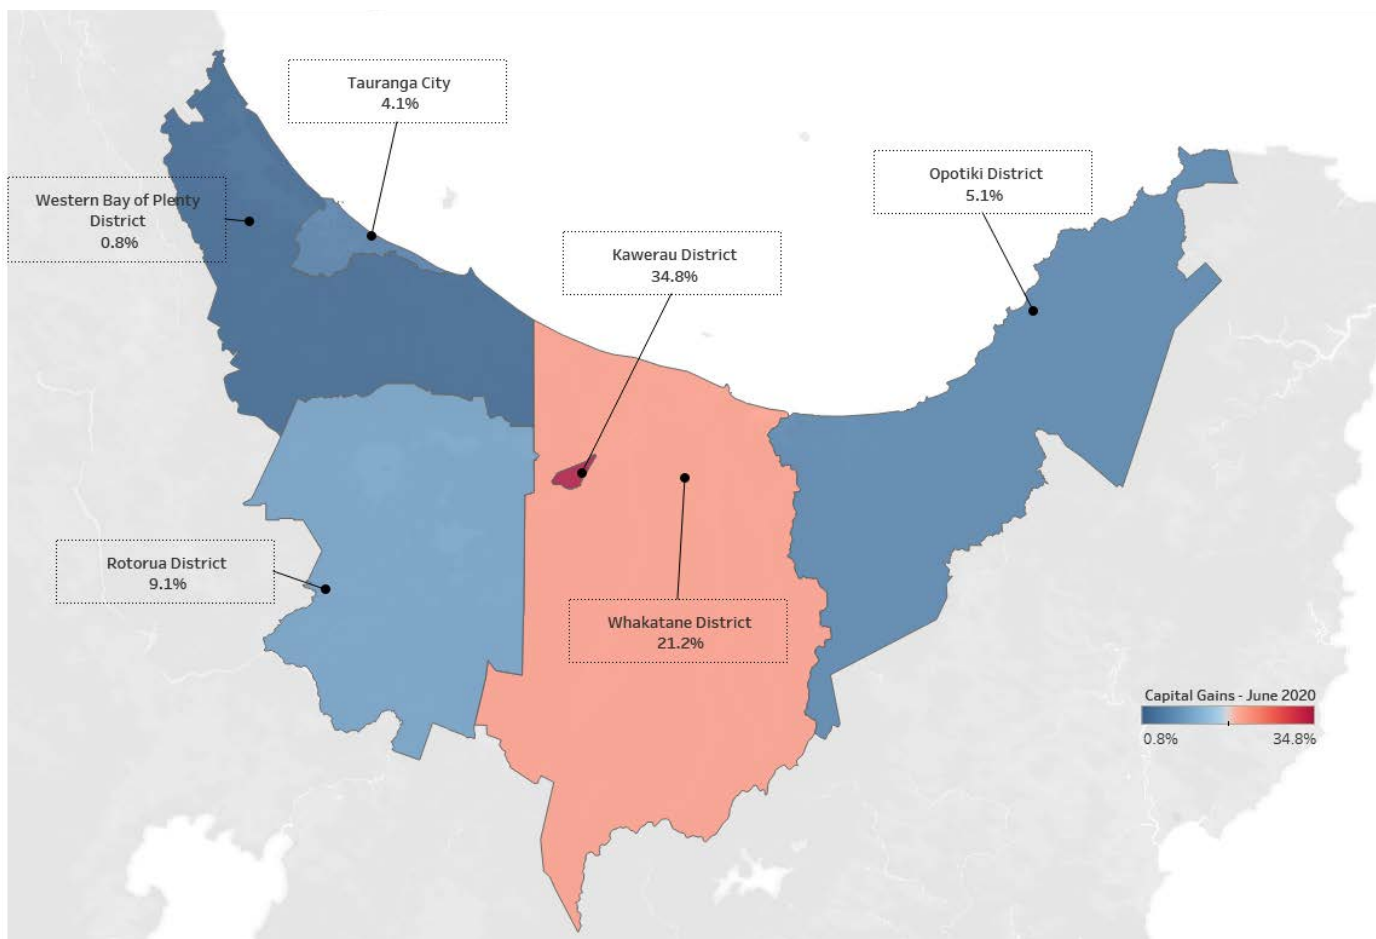 Tauranga City
4.1%
Opotiki District
5.1%
Western Bay of Plenty
District
0.8%
Kawerau District
34.8%
Rotorua District
9.1%
Whakatane District
21.2%
Capital Gains - June 2020
0.8%
34.8%